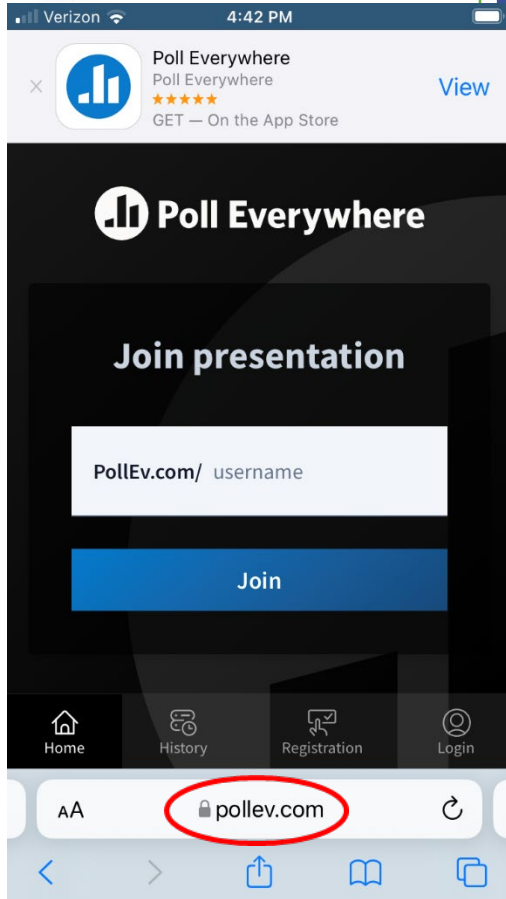 Verizon 4:42 PM
Poll Everywhere
Poll Everywhere
GET — On the App Store
View
Poll Everywhere
Join presentation
PollEv.com/ username
Join
Home History Registration Login
AA pollev.com